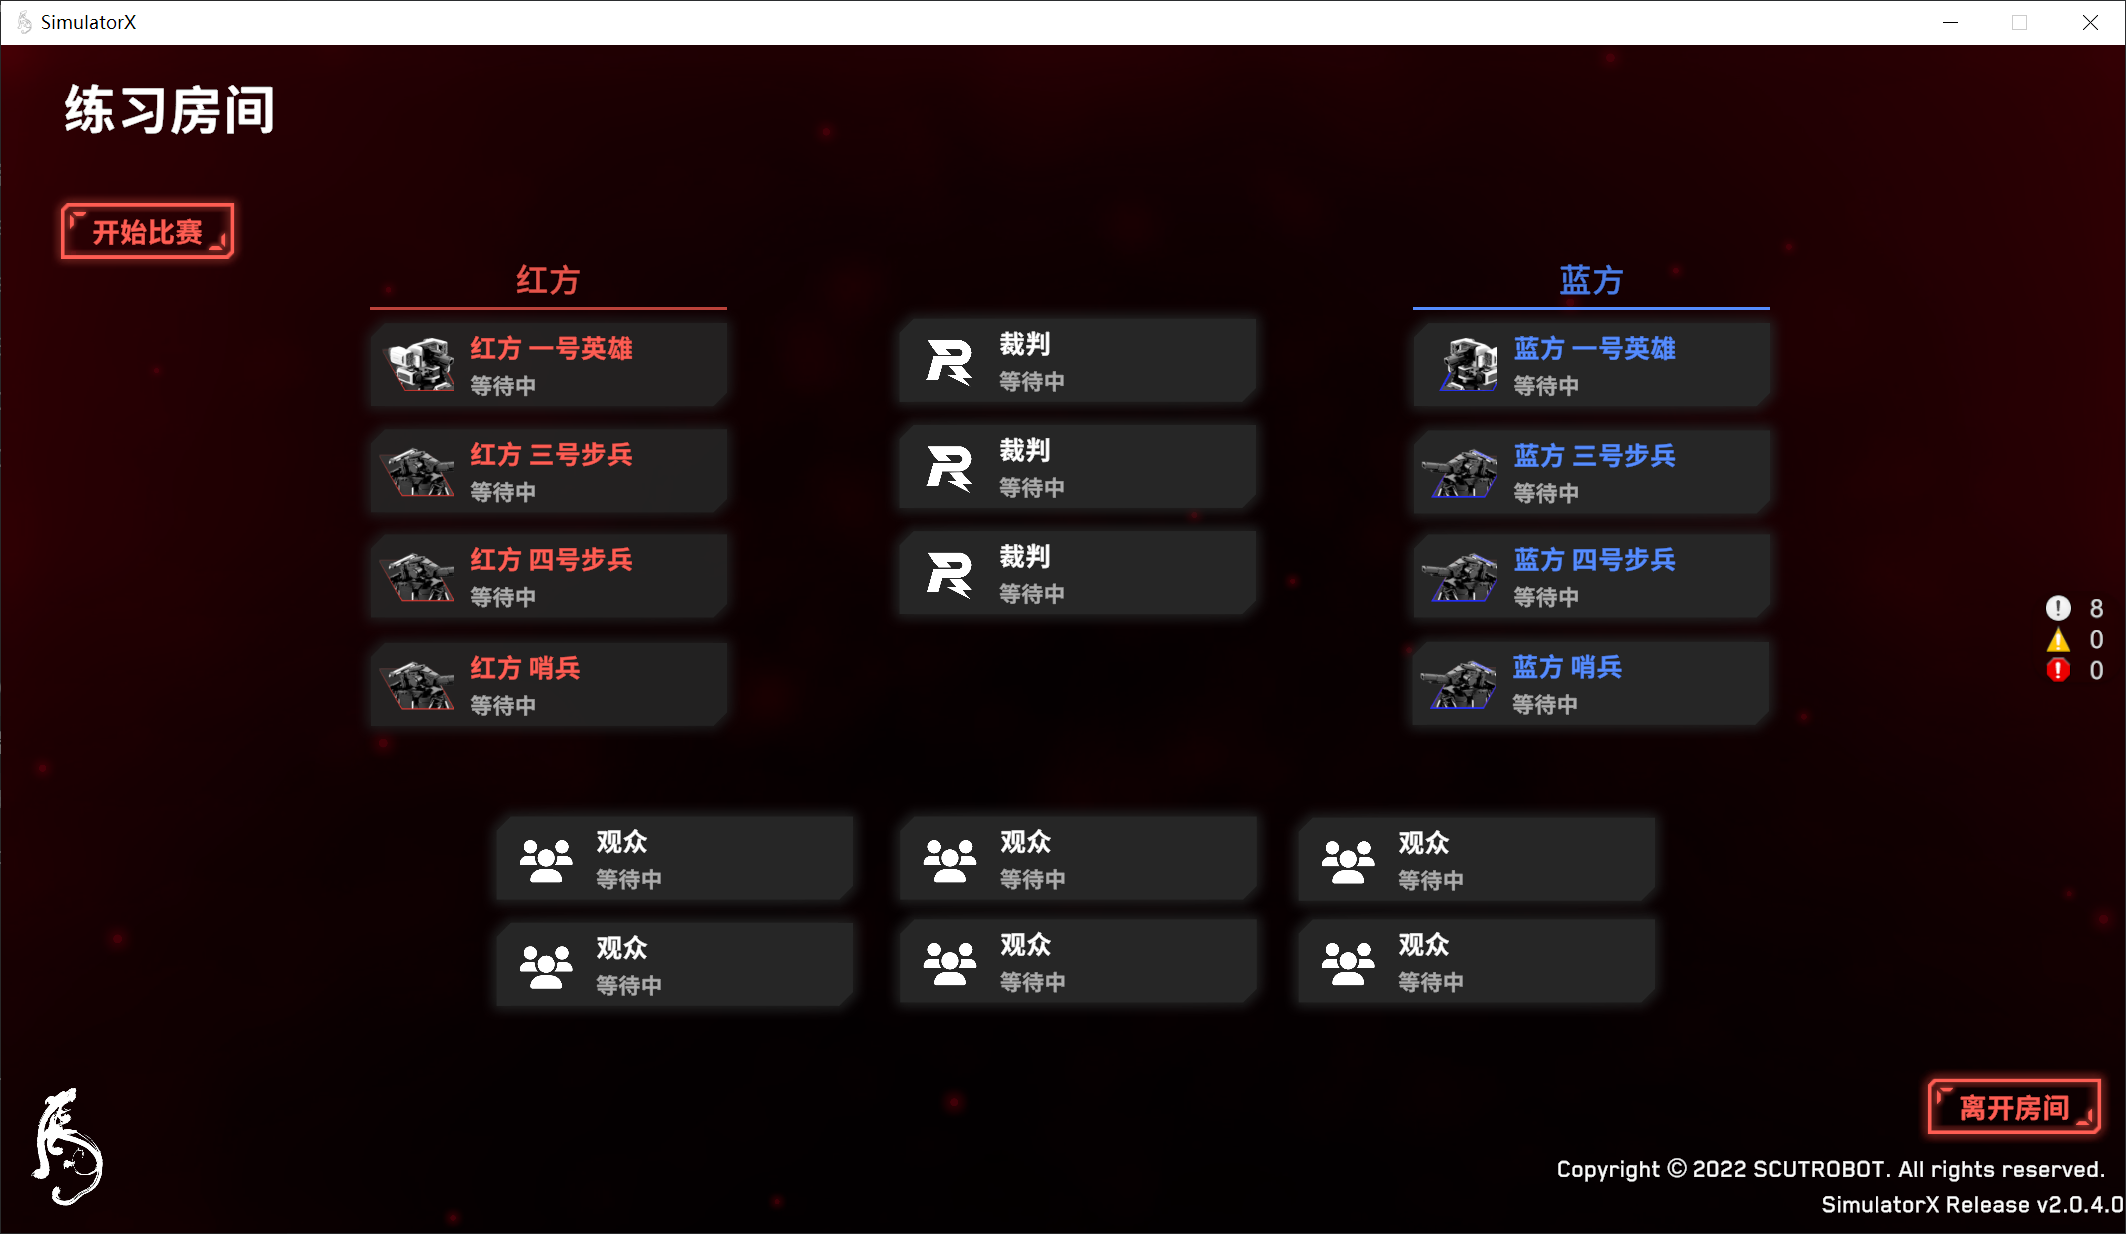 SimulatorX
练习房间
开始比赛
红方
红方 一号英雄
等待中
红方 三号步兵
等待中
红方 四号步兵
等待中
红方 哨兵
等待中
裁判
等待中
裁判
等待中
裁判
等待中
蓝方
蓝方 一号英雄
等待中
蓝方 三号步兵
等待中
蓝方 四号步兵
等待中
蓝方 哨兵
等待中
8
0
0
观众
等待中
观众
等待中
观众
等待中
观众
等待中
观众
等待中
观众
等待中
离开房间
Copyright © 2022 SCUTROBOT. All rights reserved.
SimulatorX Release v2.0.4.0